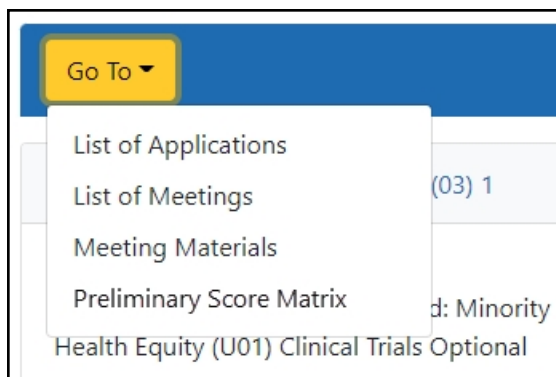 Go To
List of Applications
List of Meetings
(03) 1
Meeting Materials
Preliminary Score Matrix
d: Minority
Health Equity (U01) Clinical Trials Optional